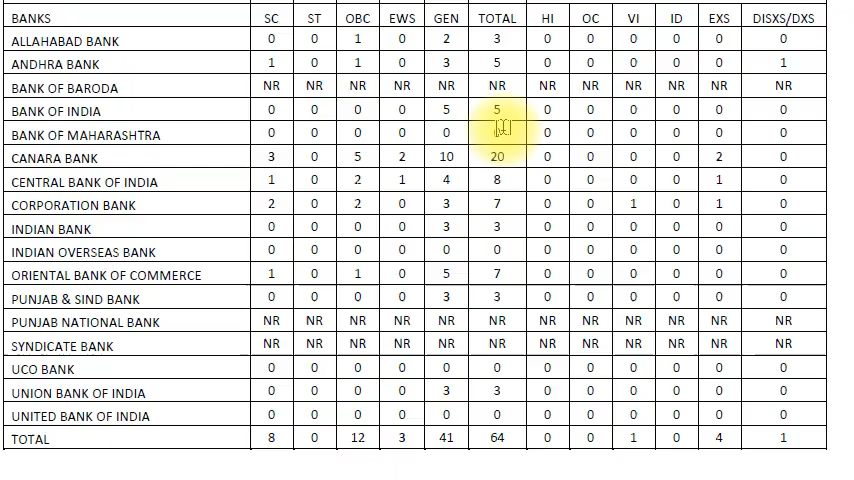 BANKS SC ST OBC EWS GEN TOTAL HI OC VI ID EXS DISXS/DXS
ALLAHABAD BANK 0 0 1 0 2 3 0 0 0 0 0 0
ANDHRA BANK 1 0 1 0 3 5 0 0 0 0 0 1
BANK OF BARODA NR NR NR NR NR NR NR NR NR NR NR NR
BANK OF INDIA 0 0 0 0 5 5 0 0 0 0 0 0
BANK OF MAHARASHTRA 0 0 0 0 0 0 0 0 0 0 0
CANARA BANK 3 0 5 2 10 20 0 0 0 0 2 0
CENTRAL BANK OF INDIA 1 0 2 1 4 8 0 0 0 0 1 0
CORPORATION BANK 2 0 2 0 3 7 0 0 1 0 1 0
INDIAN BANK 0 0 0 0 3 3 0 0 0 0 0 0
INDIAN OVERSEAS BANK 0 0 0 0 0 0 0 0 0 0 0 0
ORIENTAL BANK OF COMMERCE 1 0 1 0 5 7 0 0 0 0 0 0
PUNJAB & SIND BANK 0 0 0 0 3 3 0 0 0 0 0 0
PUNJAB NATIONAL BANK NR NR NR NR NR NR NR NR NR NR NR NR
SYNDICATE BANK NR NR NR NR NR NR NR NR NR NR NR NR
UCO BANK 0 0 0 0 0 0 0 0 0 0 0 0
UNION BANK OF INDIA 0 0 0 0 3 3 0 0 0 0 0 0
UNITED BANK OF INDIA 0 0 0 0 0 0 0 0 0 0 0 0
TOTAL 8 0 12 3 41 64 0 0 1 0 4 1